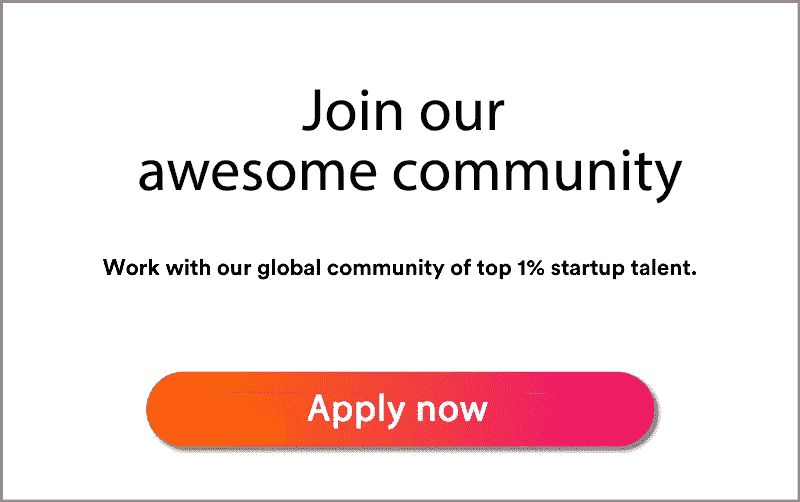 Join our
awesome community
Work with our global community of top 1% startup talent.
Apply now